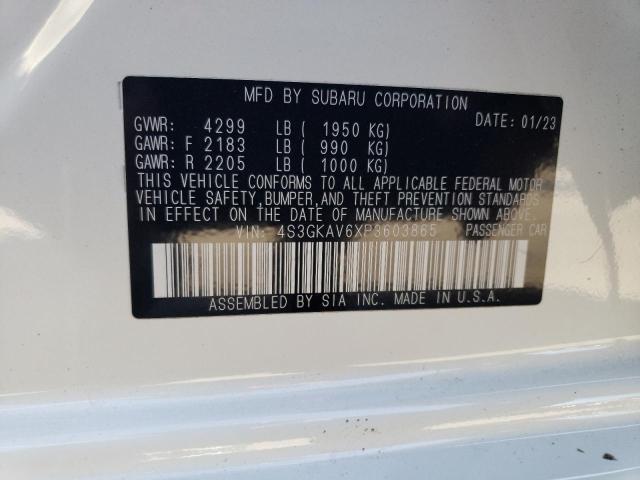 MFD BY SUBARU CORPORATION
GVWR: 4299 LB ( 1950 KG) DATE: 01/23
GAWR: F 2183 LB ( 990 KG)
GAWR: R 2205 LB ( 1000 KG)
THIS VEHICLE CONFORMS TO ALL APPLICABLE FEDERAL MOTOR
VEHICLE SAFETY,BUMPER,AND THEFT PREVENTION STANDARDS
IN EFFECT ON THE DATE OF MANUFACTURE SHOWN ABOVE.
VIN: 4S3GKAV6XP3603865 PASSENGER CAR
ASSEMBLED BY SIA INC. MADE IN U.S.A.